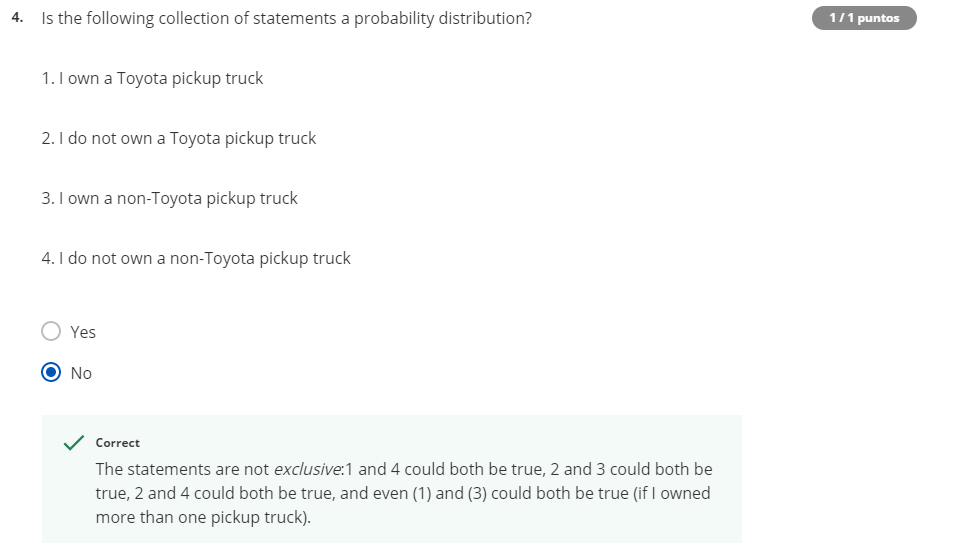 4. Is the following collection of statements a probability distribution?
1 / 1 puntos
1. I own a Toyota pickup truck
2. I do not own a Toyota pickup truck
3. I own a non-Toyota pickup truck
4. I do not own a non-Toyota pickup truck
Yes
No
Correct
The statements are not exclusive:1 and 4 could both be true, 2 and 3 could both be
true, 2 and 4 could both be true, and even (1) and (3) could both be true (if I owned
more than one pickup truck).